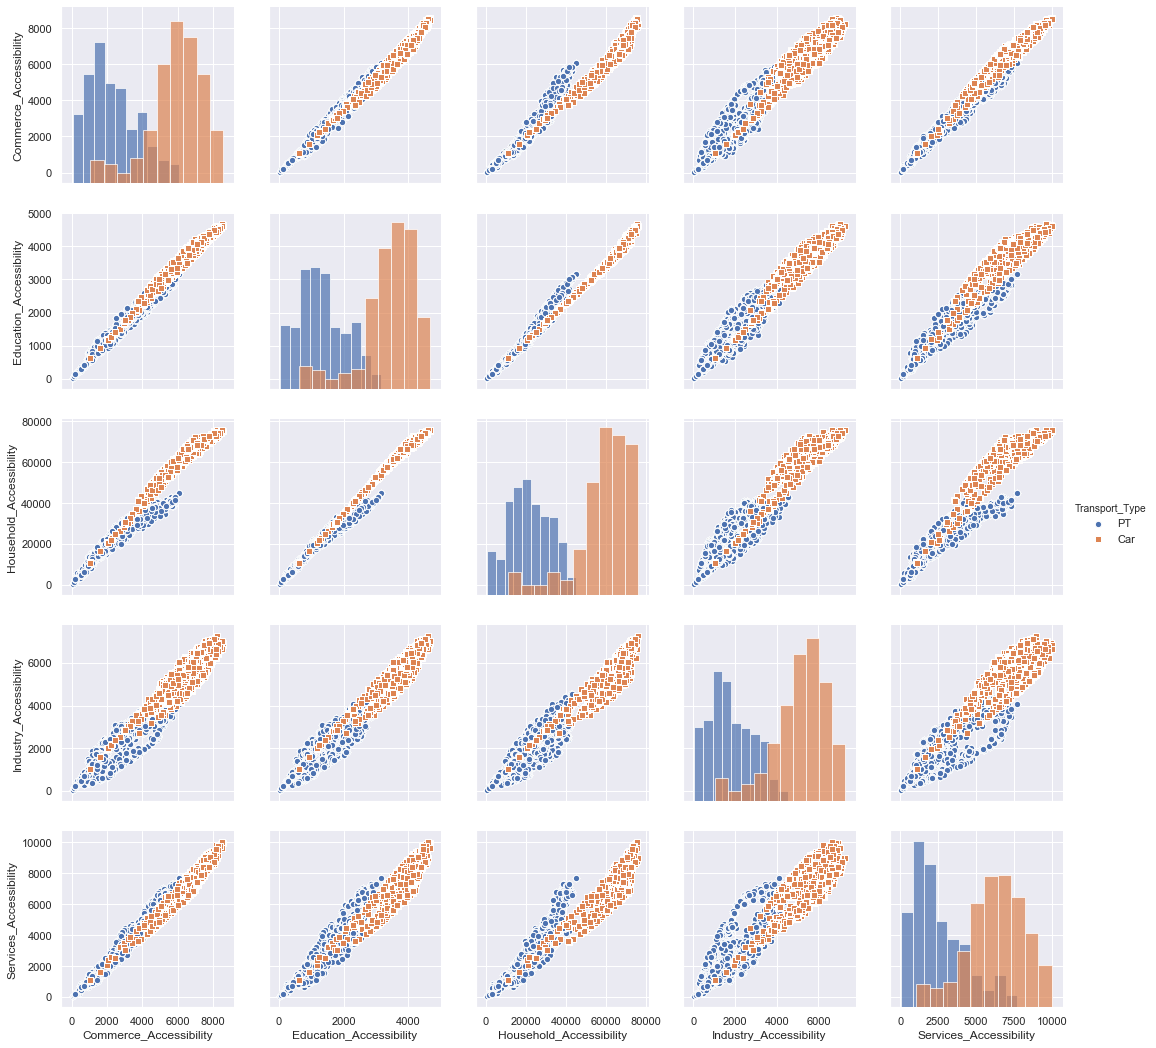 8000
6000
4000
2000
0
Commerce_Accessibility
5000
4000
3000
2000
1000
0
Education_Accessibility
80000
60000
40000
20000
0
Household_Accessibility
Transport_Type
PT
Car
6000
4000
2000
0
Industry_Accessibility
10000
8000
6000
4000
2000
0
Services_Accessibility
0 2000 4000 6000 8000
Commerce_Accessibility
0 2000 4000
Education_Accessibility
0 20000 40000 60000 80000
Household_Accessibility
0 2000 4000 6000
Industry_Accessibility
0 2500 5000 7500 10000
Services_Accessibility